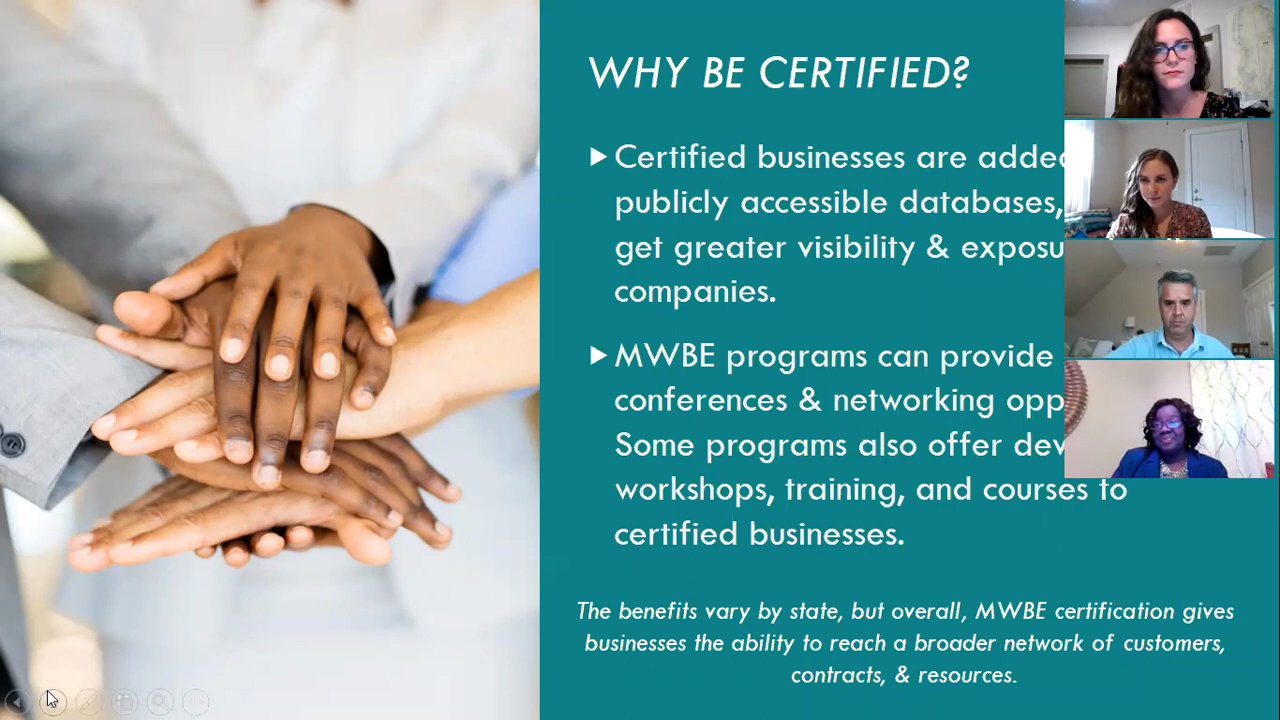 WHY BE CERTIFIED?
▶ Certified businesses are added
publicly accessible databases,
get greater visibility & exposu
companies.
▶ MWBE programs can provide
conferences & networking opp
Some programs also offer dev
workshops, training, and courses to
certified businesses.
The benefits vary by state, but overall, MWBE certification gives
businesses the ability to reach a broader network of customers,
contracts, & resources.